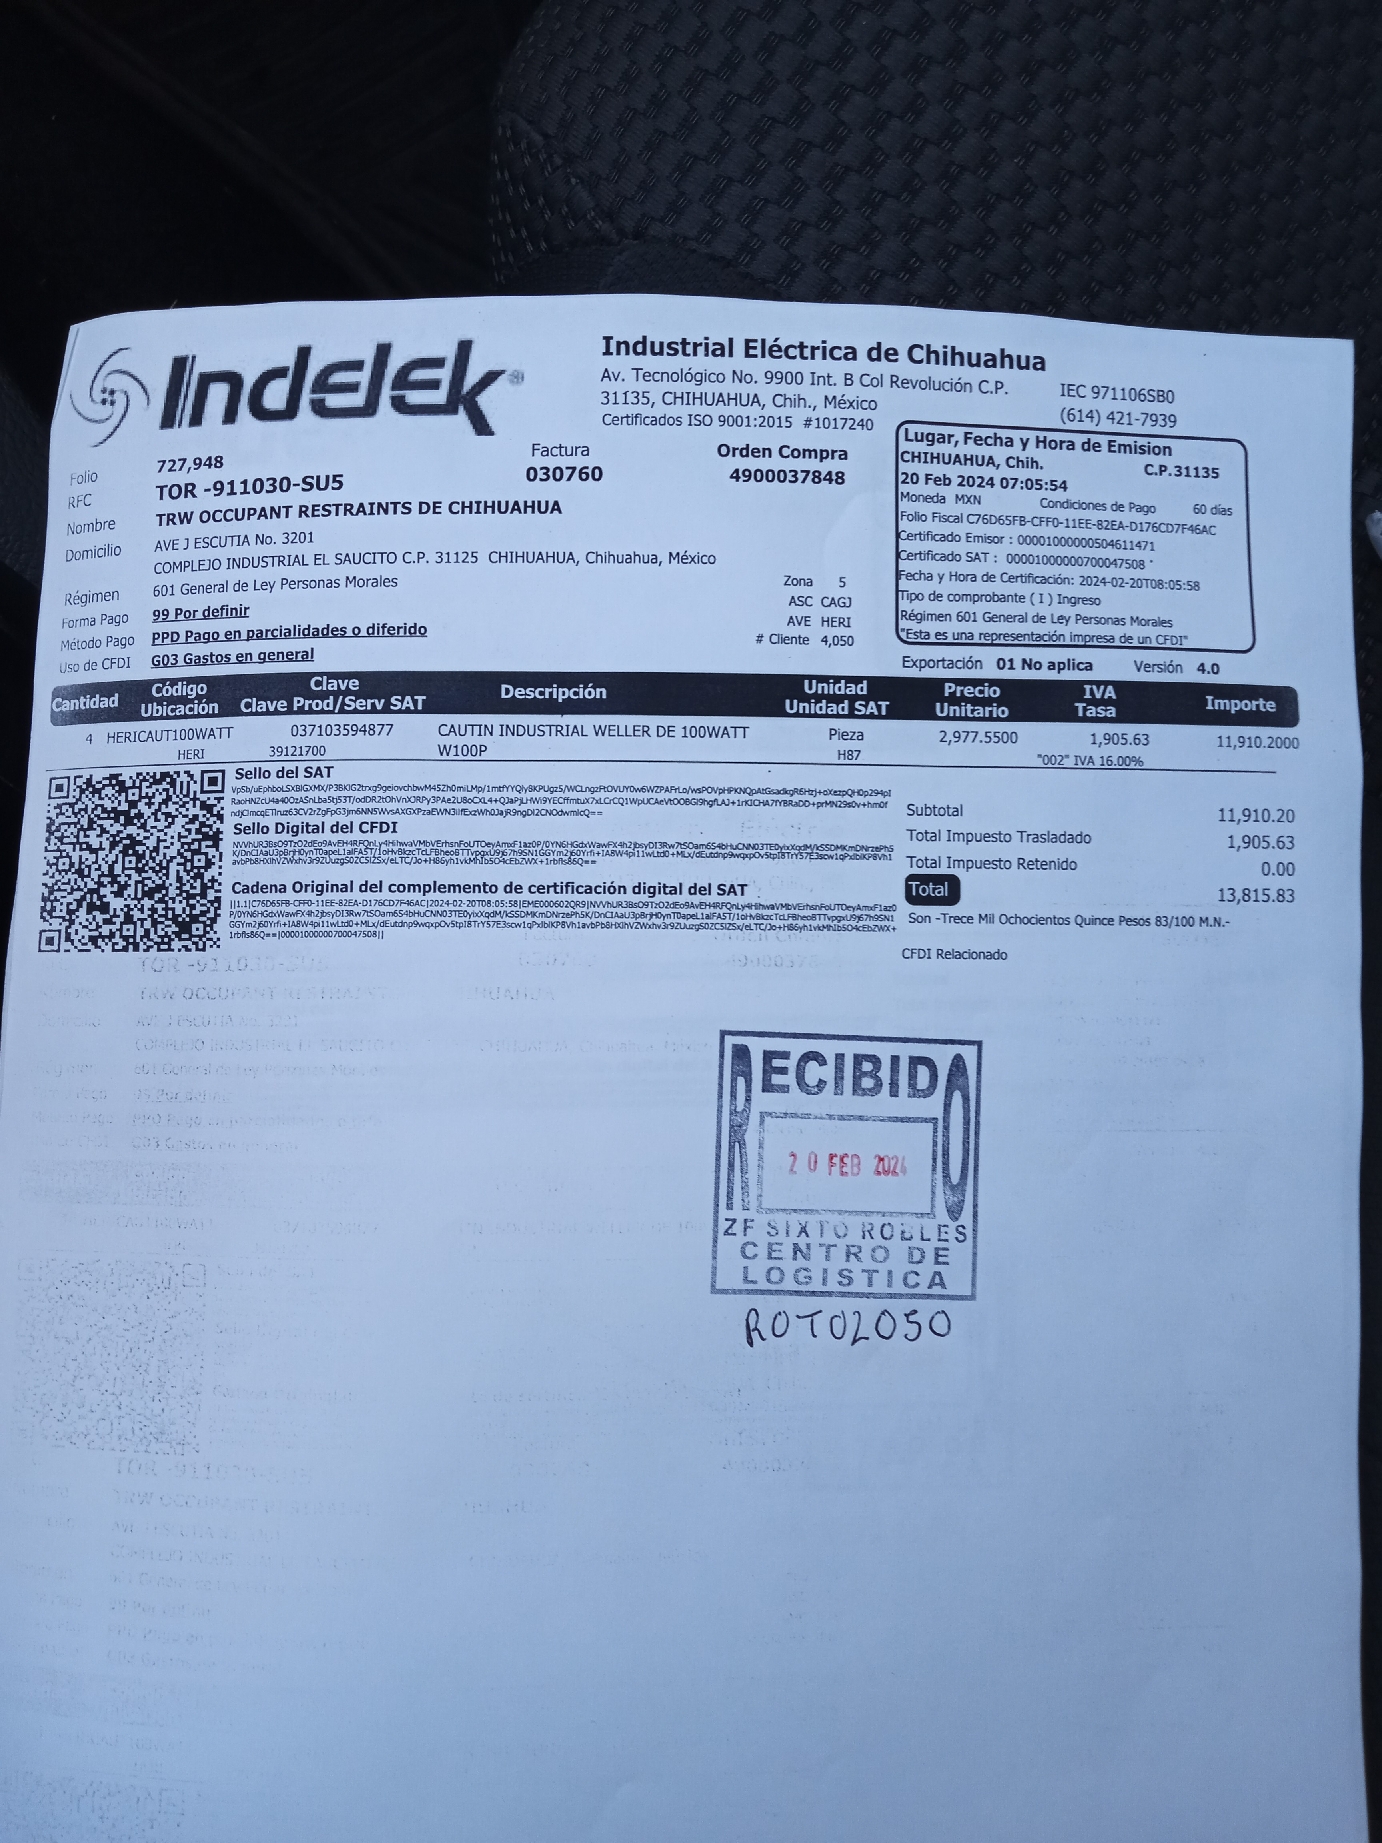 Indelek
Industrial Eléctrica de Chihuahua
Av. Tecnológico No. 9900 Int. B Col Revolución C.P.
31135, CHIHUAHUA, Chih., México
Certificados ISO 9001:2015 #1017240
IEC 971106SB0
(614) 421-7939
Folio 727,948
RFC TOR -911030-SU5
Factura
030760
Orden Compra
4900037848
Nombre TRW OCCUPANT RESTRAINTS DE CHIHUAHUA
Domicilio AVE J ESCUTIA No. 3201
COMPLEJO INDUSTRIAL EL SAUCITO C.P. 31125 CHIHUAHUA, Chihuahua, México
Régimen 601 General de Ley Personas Morales
Forma Pago 99 Por definir
Método Pago PPD Pago en parcialidades o diferido
Uso de CFDI G03 Gastos en general
Zona 5
ASC CAGJ
AVE HERI
# Cliente 4,050
Lugar, Fecha y Hora de Emision
CHIHUAHUA, Chih. C.P.31135
20 Feb 2024 07:05:54
Moneda MXN Condiciones de Pago 60 días
Folio Fiscal C76D65FB-CFF0-11EE-82EA-D176CD7F46AC
Certificado Emisor : 00001000000504611471
Certificado SAT : 00001000000700047508
Fecha y Hora de Certificación: 2024-02-20T08:05:58
Tipo de comprobante ( I ) Ingreso
Régimen 601 General de Ley Personas Morales
"Esta es una representación impresa de un CFDI"
Exportación 01 No aplica Versión 4.0
Cantidad Código Ubicación Clave Clave Prod/Serv SAT Descripción Unidad Unidad SAT Precio Unitario IVA Tasa Importe
4 HERICAUT100WATT 037103594877 CAUTIN INDUSTRIAL WELLER DE 100WATT Pieza 2,977.5500 1,905.63 11,910.2000
HERI 39121700 W100P H87 "002" IVA 16.00%
Sello del SAT
Sello Digital del CFDI
Cadena Original del complemento de certificación digital del SAT
Subtotal 11,910.20
Total Impuesto Trasladado 1,905.63
Total Impuesto Retenido 0.00
Total 13,815.83
Son -Trece Mil Ochocientos Quince Pesos 83/100 M.N.-
CFDI Relacionado
RECIBIDO
20 FEB 2024
ZF SIXTO ROBLES
CENTRO DE
LOGISTICA
ROTOLOSO